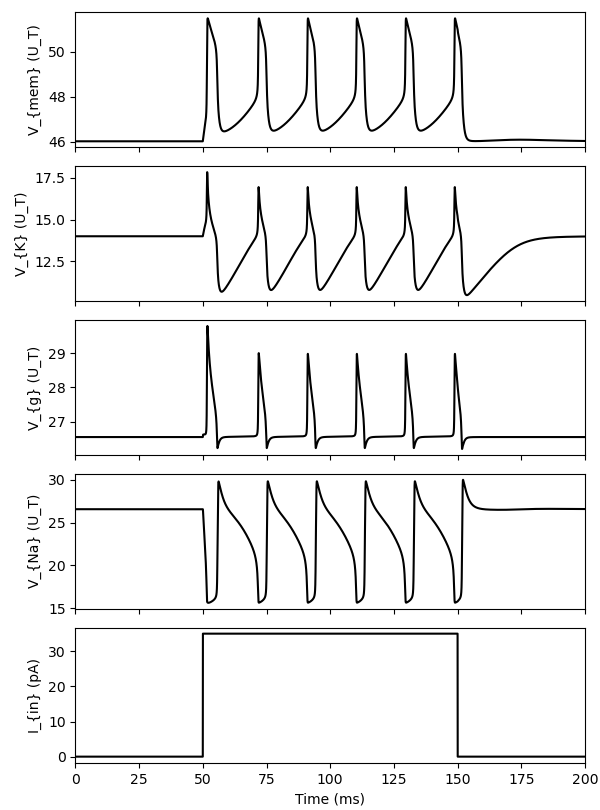 V_{mem} (U_T)
50
48
46
V_{K} (U_T)
17.5
15.0
12.5
V_{g} (U_T)
29
28
27
V_{Na} (U_T)
30
25
20
15
I_{in} (pA)
30
20
10
0
0 25 50 75 100 125 150 175 200
Time (ms)